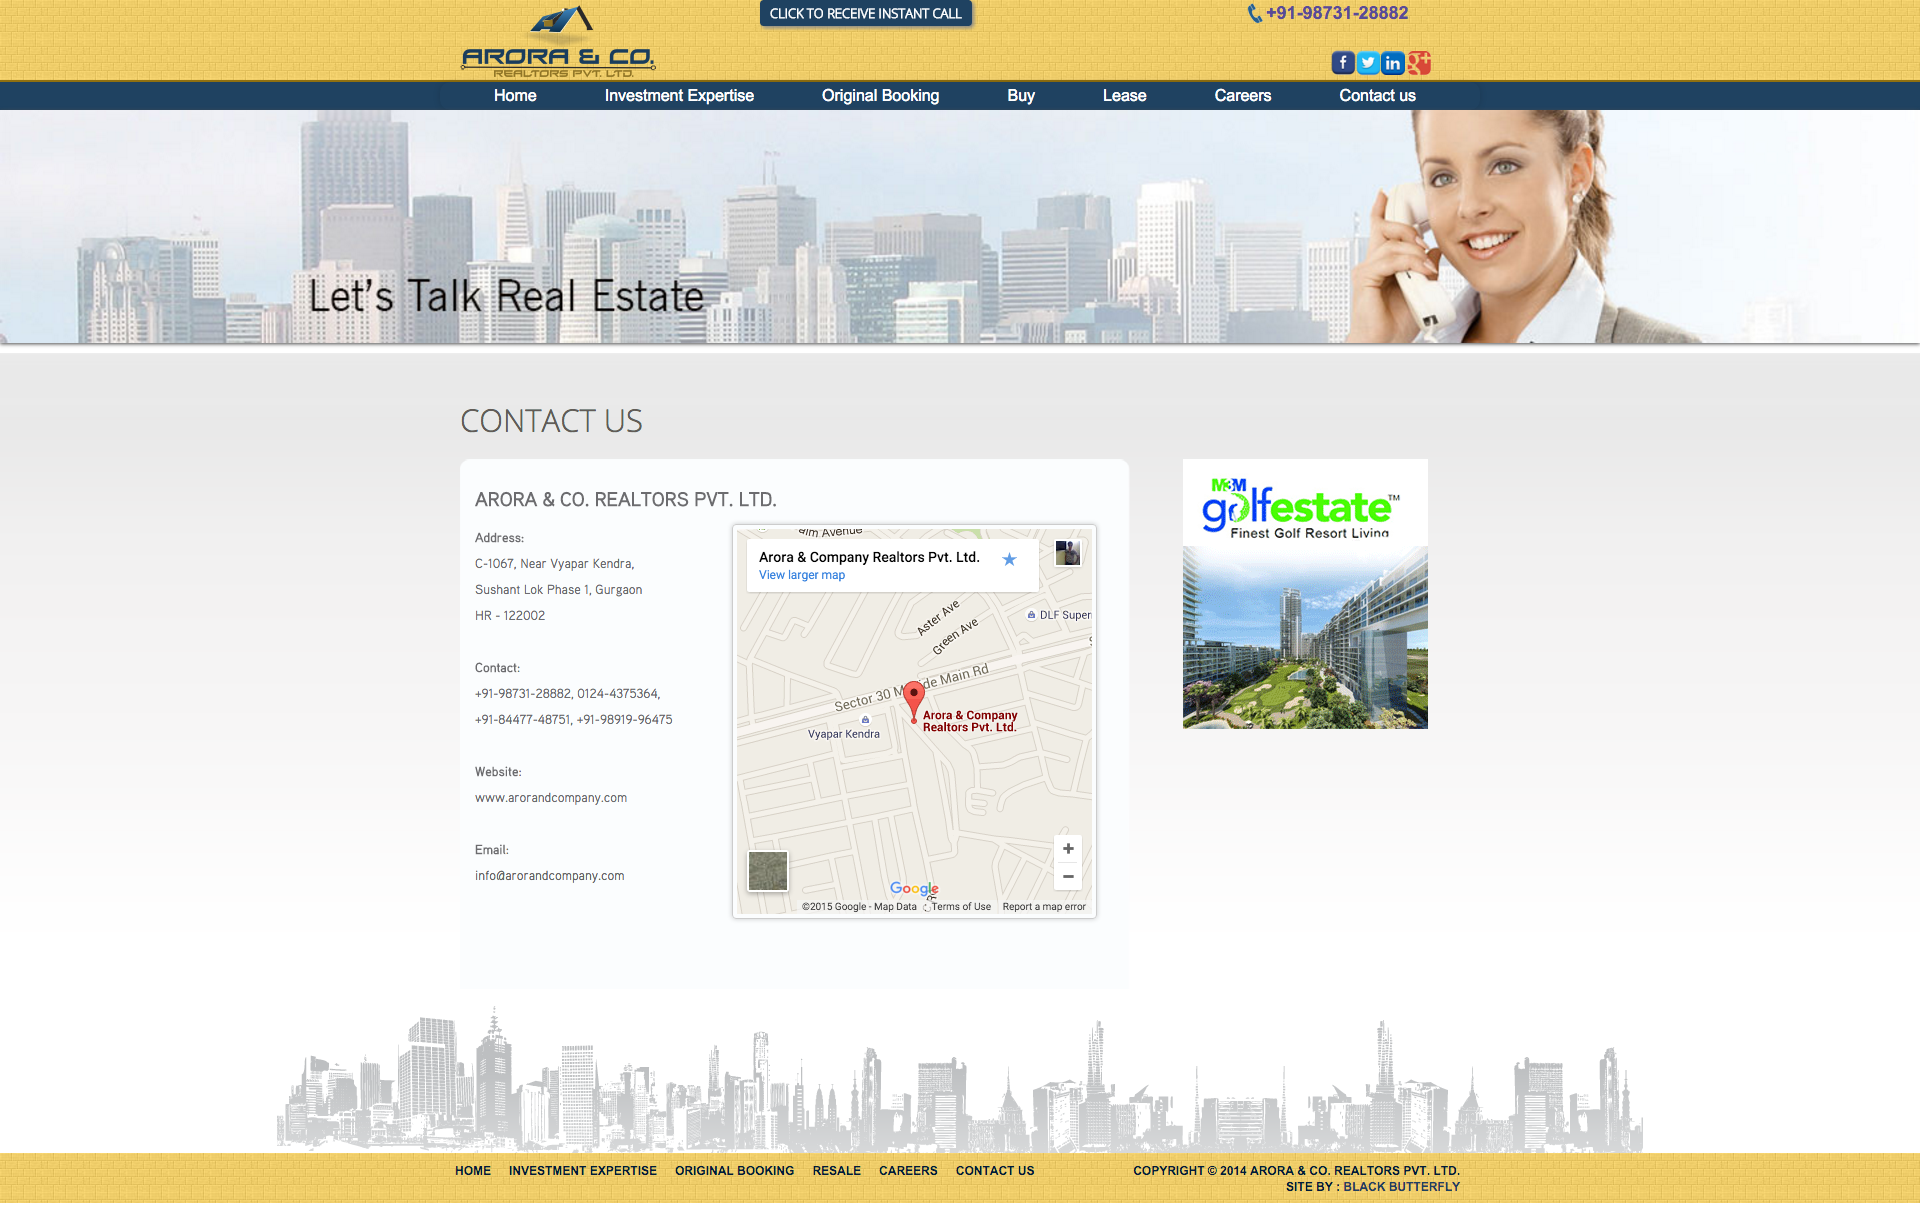 CLICK TO RECEIVE INSTANT CALL
+91-98731-28882
ARORA & CO.
REALTORS PVT. LTD.
f in g+
Home Investment Expertise Original Booking Buy Lease Careers Contact us
Let's Talk Real Estate
CONTACT US
ARORA & CO. REALTORS PVT. LTD.
Address:
C-1067, Near Vyapar Kendra,
Sushant Lok Phase 1, Gurgaon
HR - 122002
Contact:
+91-98731-28882, 0124-4375364,
+91-84477-48751, +91-98919-96475
Website:
www.arorandcompany.com
Email:
info@arorandcompany.com
alm Avenue
Arora & Company Realtors Pvt. Ltd.
View larger map
Aster Ave
Green Ave
DLF Super
Sector 30 M de Main Rd
Arora & Company
Realtors Pvt. Ltd.
Vyapar Kendra
+
−
Google
©2015 Google - Map Data Terms of Use Report a map error
M3M
golfestate™
Finest Golf Resort Living
HOME INVESTMENT EXPERTISE ORIGINAL BOOKING RESALE CAREERS CONTACT US
COPYRIGHT © 2014 ARORA & CO. REALTORS PVT. LTD.
SITE BY : BLACK BUTTERFLY